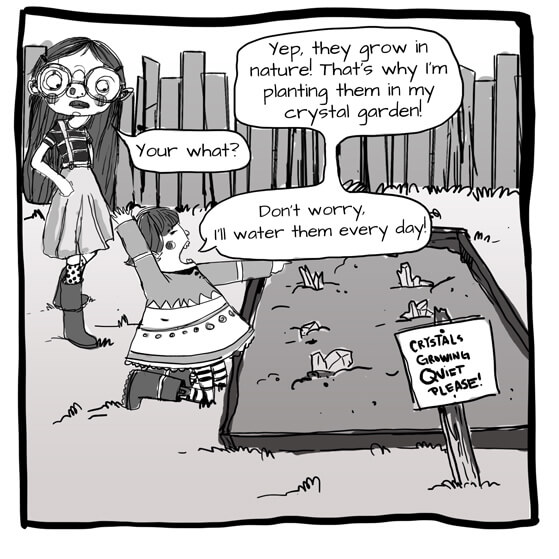 Yep, they grow in
nature! That's why I'm
planting them in my
crystal garden!
Your what?
Don't worry,
I'll water them every day!
CRYSTALS
GROWING
QUIET
PLEASE!